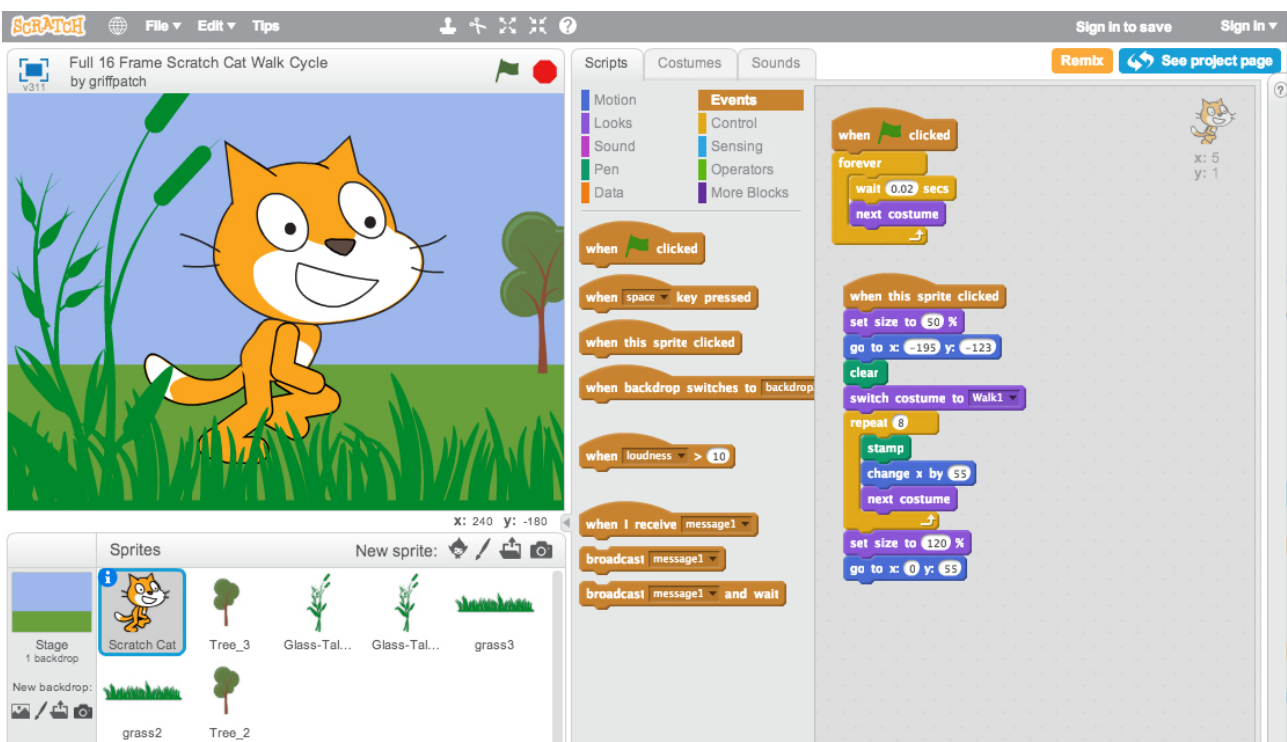 SCRATCH File ▾ Edit ▾ Tips ? Sign in to save Sign in ▾
v311
Full 16 Frame Scratch Cat Walk Cycle
by griffpatch
Scripts Costumes Sounds
Remix See project page
?
Motion Events
Looks Control
Sound Sensing
Pen Operators
Data More Blocks
when clicked
when space ▾ key pressed
when this sprite clicked
when backdrop switches to backdrop
when loudness ▾ > 10
when I receive message1 ▾
broadcast message1 ▾
broadcast message1 ▾ and wait
when clicked
forever
wait 0.02 secs
next costume
x: 5
y: 1
when this sprite clicked
set size to 50 %
go to x: -195 y: -123
clear
switch costume to Walk1 ▾
repeat 8
stamp
change x by 55
next costume
set size to 120 %
go to x: 0 y: 55
X: 240 Y: -180
Sprites New sprite:
Stage
1 backdrop
New backdrop:
i
Scratch Cat Tree_3 Glass-Tal... Glass-Tal... grass3
grass2 Tree_2